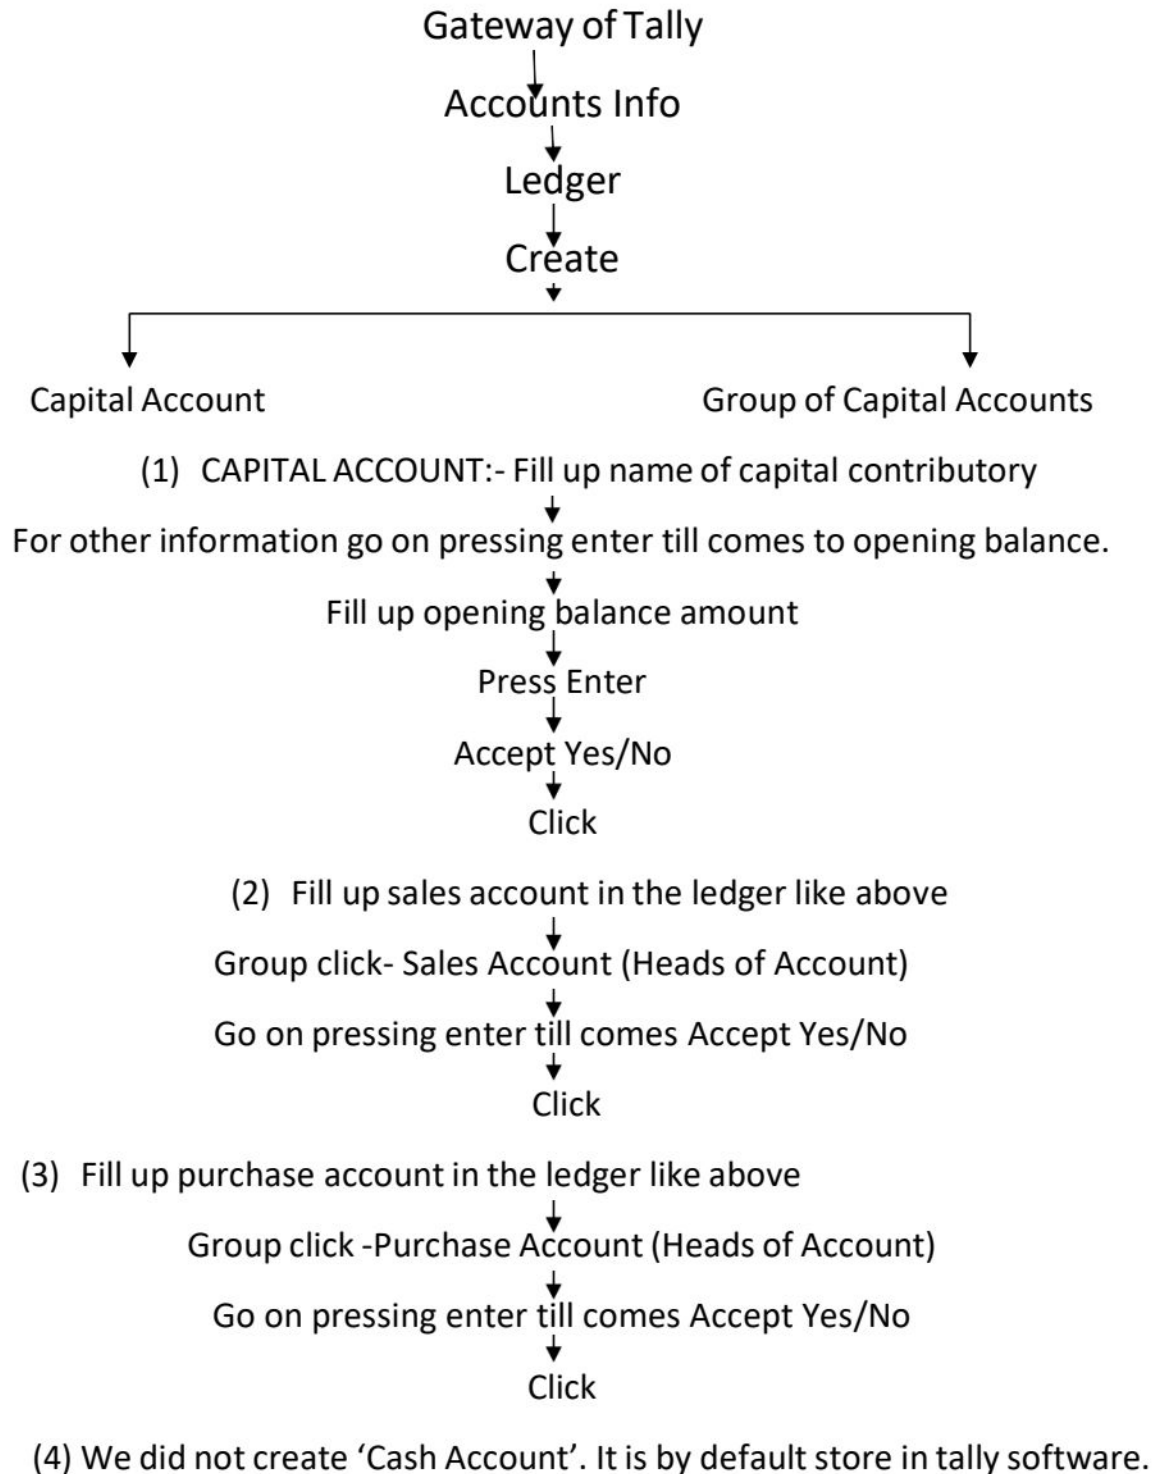 Gateway of Tally
Accounts Info
Ledger
Create
Capital Account
Group of Capital Accounts
(1) CAPITAL ACCOUNT:- Fill up name of capital contributory
For other information go on pressing enter till comes to opening balance.
Fill up opening balance amount
Press Enter
Accept Yes/No
Click
(2) Fill up sales account in the ledger like above
Group click- Sales Account (Heads of Account)
Go on pressing enter till comes Accept Yes/No
Click
(3) Fill up purchase account in the ledger like above
Group click -Purchase Account (Heads of Account)
Go on pressing enter till comes Accept Yes/No
Click
(4) We did not create ‘Cash Account’. It is by default store in tally software.